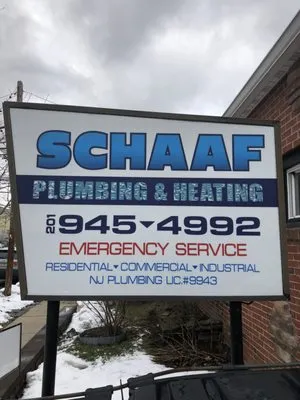 SCHAAF
PLUMBING & HEATING
201 945-4992
EMERGENCY SERVICE
RESIDENTIAL▾COMMERCIAL▾INDUSTRIAL
NJ PLUMBING LIC.#9943